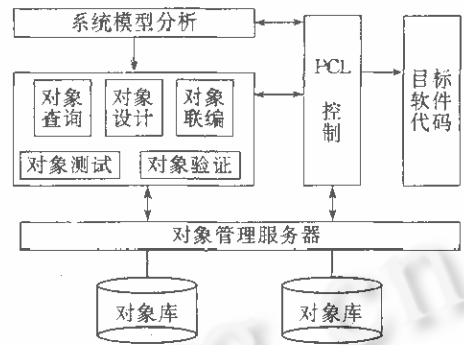 系统模型分析
PCL
控制
目标
软件
代码
对象
查询
对象
设计
对象
联编
对象测试
对象验证
对象管理服务器
对象库
对象库